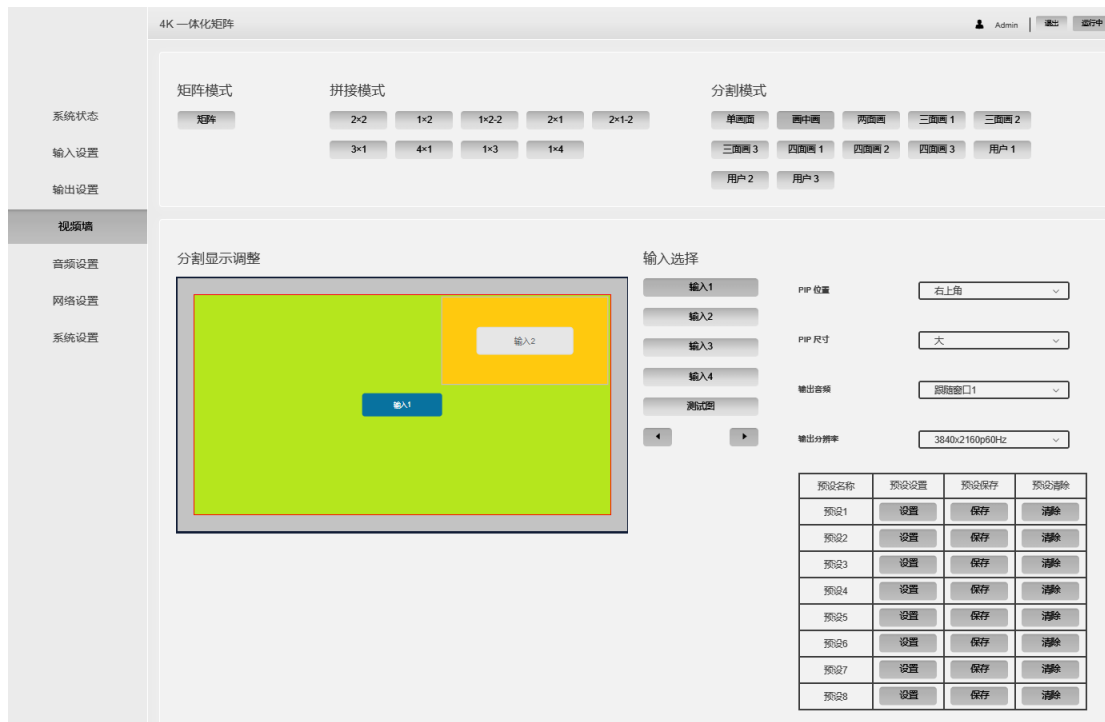 4K 一体化矩阵
Admin
退出
运行中
系统状态
输入设置
输出设置
视频墙
音频设置
网络设置
系统设置
矩阵模式
矩阵
拼接模式
2×2 1×2 1×2-2 2×1 2×1-2
3×1 4×1 1×3 1×4
分割模式
单画面 画中画 两面画 三面画 1 三面画 2
三面画 3 四面画 1 四面画 2 四面画 3 用户 1
用户 2 用户 3
分割显示调整
输入2
输入1
输入选择
输入1
输入2
输入3
输入4
测试图
PIP 位置 右上角
PIP 尺寸 大
输出音频 跟随窗口1
输出分辨率 3840x2160p60Hz
预设名称 预设设置 预设保存 预设清除
预设1 设置 保存 清除
预设2 设置 保存 清除
预设3 设置 保存 清除
预设4 设置 保存 清除
预设5 设置 保存 清除
预设6 设置 保存 清除
预设7 设置 保存 清除
预设8 设置 保存 清除